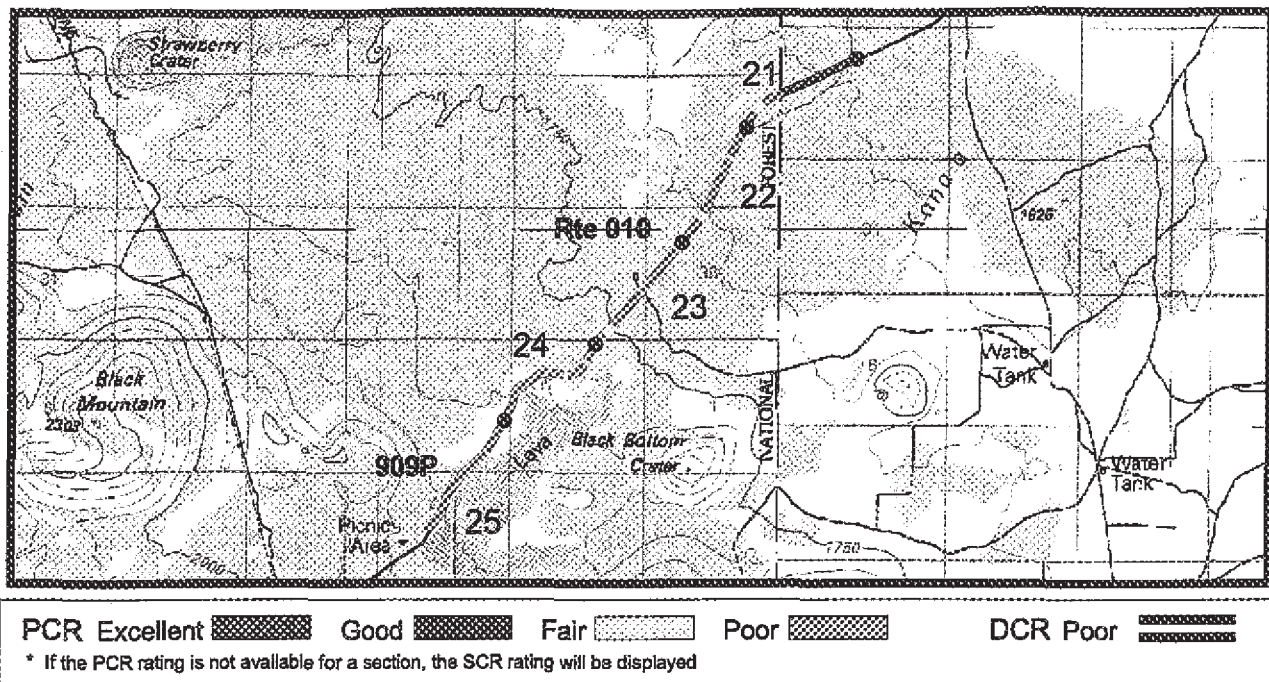 Strawberry
Crater
21
FOREST
22
Kana
Rte 010
1626
23
24
Water
Tank
Black
Mountain
NATIONAL
Lava
Black Bottom
Crater
909P
Water
Tank
25
Picnic
Area
2000
1750
PCR Excellent Good Fair Poor DCR Poor
* If the PCR rating is not available for a section, the SCR rating will be displayed